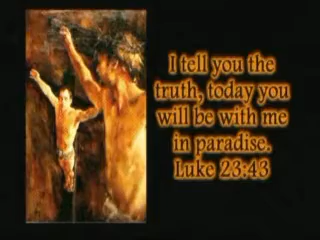 I tell you the
truth, today you
will be with me
in paradise.
Luke 23:43